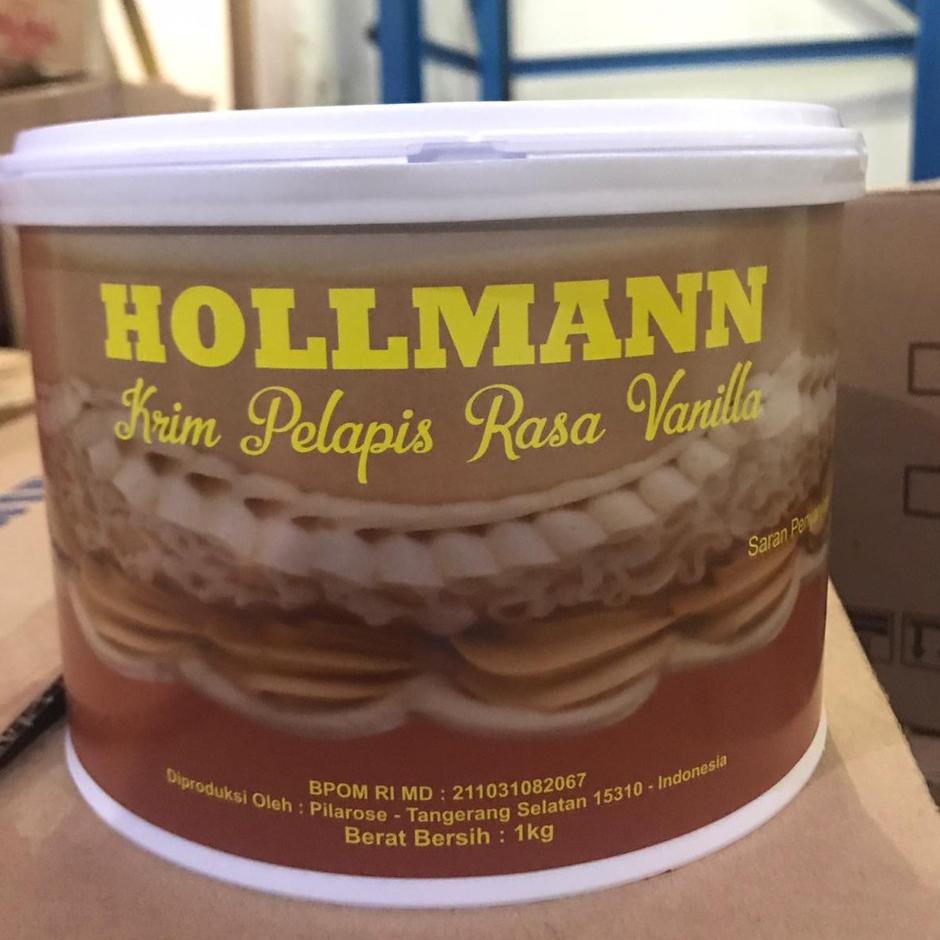 HOLLMANN
Krim Pelapis Rasa Vanilla
Saran
BPOM RI MD : 211031082067
Diproduksi Oleh : Pilarose - Tangerang Selatan 15310 - Indonesia
Berat Bersih : 1kg